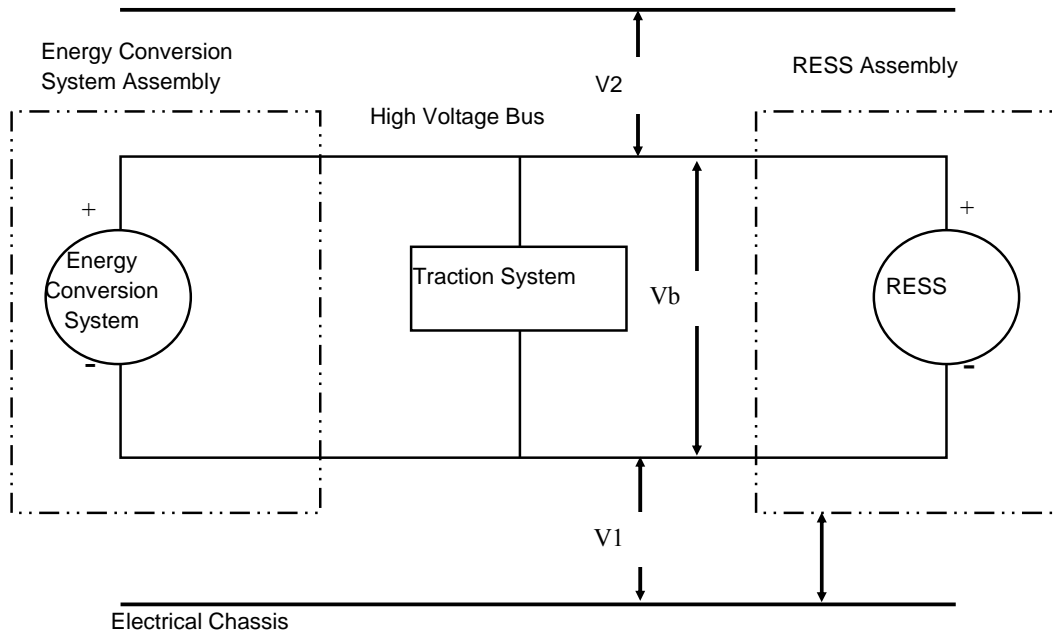 Energy Conversion
System Assembly
V2
RESS Assembly
High Voltage Bus
+
+
Energy
Conversion
System
Traction System
Vb
RESS
-
-
V1
Electrical Chassis